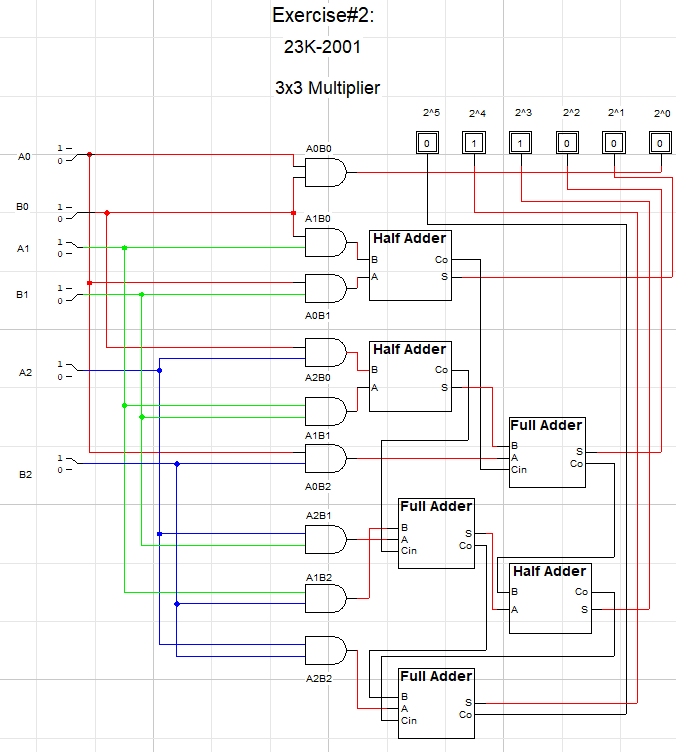 Exercise#2:
23K-2001
3x3 Multiplier
2^5 2^4 2^3 2^2 2^1 2^0
0 1 1 0 0 0
A0 1 0
A0B0
B0 1 0
A1B0
A1 1 0
Half Adder
B Co
A S
B1 1 0
A0B1
Half Adder
A2 1 0
B Co
A2B0
A S
Full Adder
A1B1
B S
A Co
Cin
B2 1 0
A0B2
Full Adder
A2B1
B S
A Co
Cin
Half Adder
A1B2
B Co
A S
Full Adder
A2B2
B S
A Co
Cin